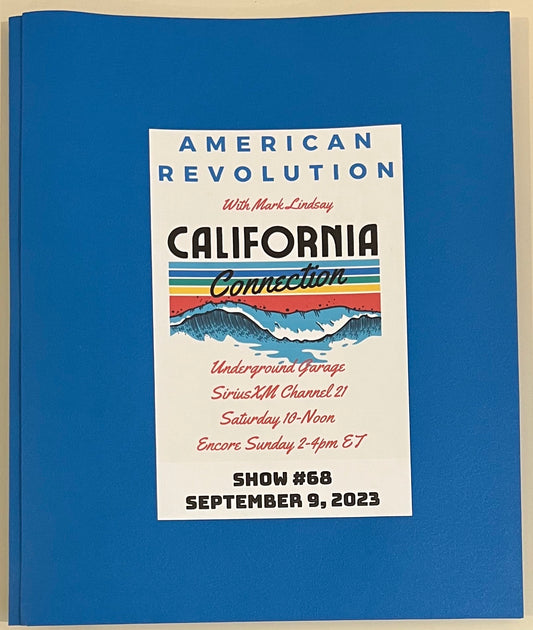 AMERICAN
REVOLUTION
With Mark Lindsay
CALIFORNIA
Connection
Underground Garage
SiriusXM Channel 21
Saturday 10-Noon
Encore Sunday 2-4pm ET
SHOW #68
SEPTEMBER 9, 2023